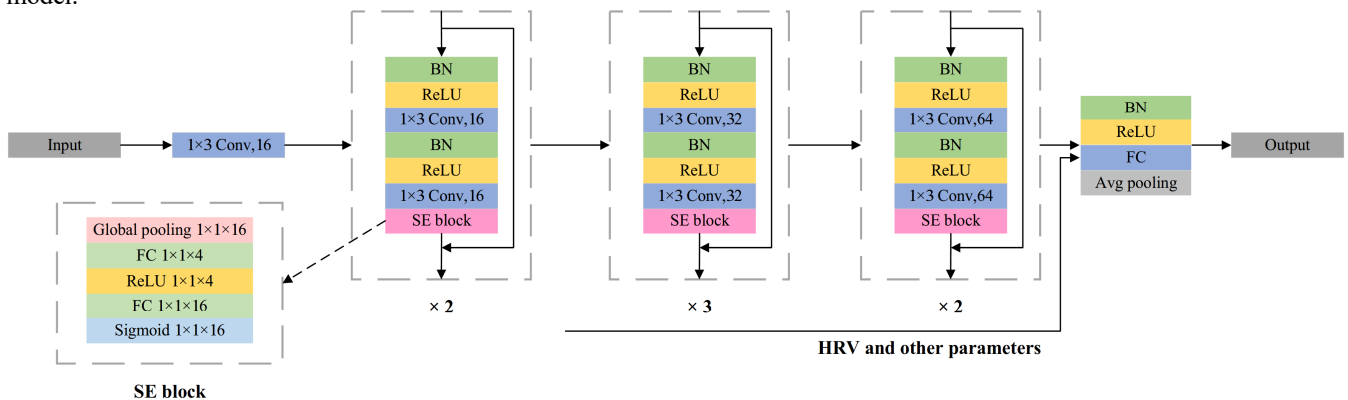 model.
Input
1×3 Conv,16
BN
ReLU
1×3 Conv,16
BN
ReLU
1×3 Conv,16
SE block
× 2
BN
ReLU
1×3 Conv,32
BN
ReLU
1×3 Conv,32
SE block
× 3
BN
ReLU
1×3 Conv,64
BN
ReLU
1×3 Conv,64
SE block
× 2
BN
ReLU
FC
Avg pooling
Output
HRV and other parameters
Global pooling 1×1×16
FC 1×1×4
ReLU 1×1×4
FC 1×1×16
Sigmoid 1×1×16
SE block